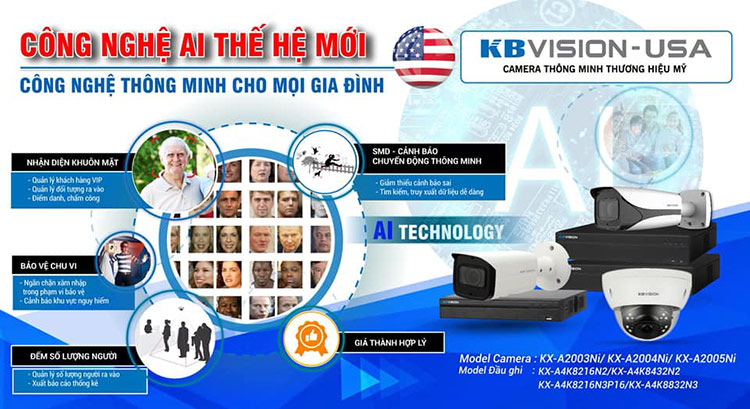 CÔNG NGHỆ AI THẾ HỆ MỚI
CÔNG NGHỆ THÔNG MINH CHO MỌI GIA ĐÌNH
KBVISION-USA
CAMERA THÔNG MINH THƯƠNG HIỆU MỸ
NHẬN DIỆN KHUÔN MẶT
- Quản lý khách hàng VIP
- Quản lý đối tượng ra vào
- Điểm danh, chấm công
SMD - CẢNH BÁO
CHUYỂN ĐỘNG THÔNG MINH
- Giảm thiểu cảnh báo sai
- Tìm kiếm, truy xuất dữ liệu dễ dàng
AI
AI TECHNOLOGY
BẢO VỆ CHU VI
- Ngăn chặn xâm nhập
trong phạm vi bảo vệ
- Cảnh báo khu vực nguy hiểm
ĐẾM SỐ LƯỢNG NGƯỜI
- Quản lý số lượng người ra vào
- Xuất báo cáo thống kê
GIÁ THÀNH HỢP LÝ
KBVISION
Model Camera : KX-A2003Ni/ KX-A2004Ni/ KX-A2005Ni
Model Đầu ghi : KX-A4K8216N2/KX-A4K8432N2
KX-A4K8216N3P16/KX-A4K8832N3